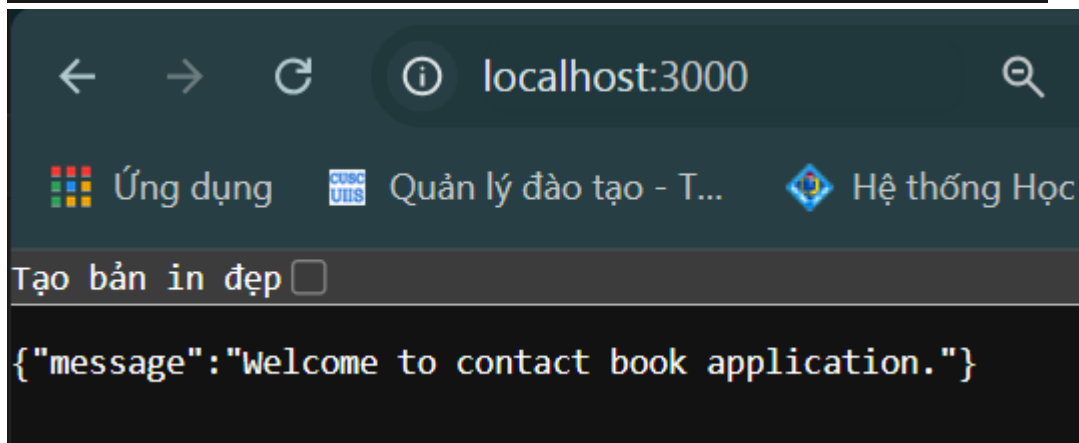 localhost:3000
Ứng dụng CUSC UIIS Quản lý đào tạo - T... Hệ thống Học
Tạo bản in đẹp
{"message":"Welcome to contact book application."}